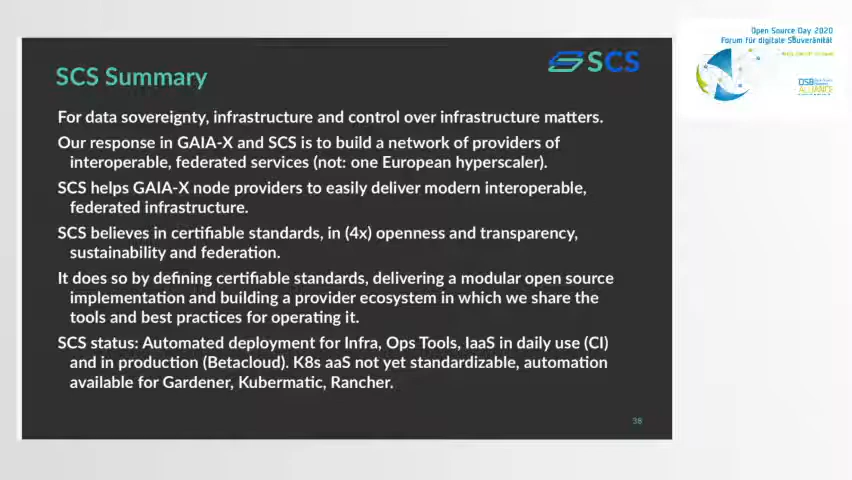 Open Source Day 2020
Forum für digitale Souveränität
OSB
ALLIANCE
SCS
SCS Summary
For data sovereignty, infrastructure and control over infrastructure matters.
Our response in GAIA-X and SCS is to build a network of providers of
interoperable, federated services (not: one European hyperscaler).
SCS helps GAIA-X node providers to easily deliver modern interoperable,
federated infrastructure.
SCS believes in certifiable standards, in (4x) openness and transparency,
sustainability and federation.
It does so by defining certifiable standards, delivering a modular open source
implementation and building a provider ecosystem in which we share the
tools and best practices for operating it.
SCS status: Automated deployment for Infra, Ops Tools, IaaS in daily use (CI)
and in production (Betacloud). K8s aaS not yet standardizable, automation
available for Gardener, Kubermatic, Rancher.
38